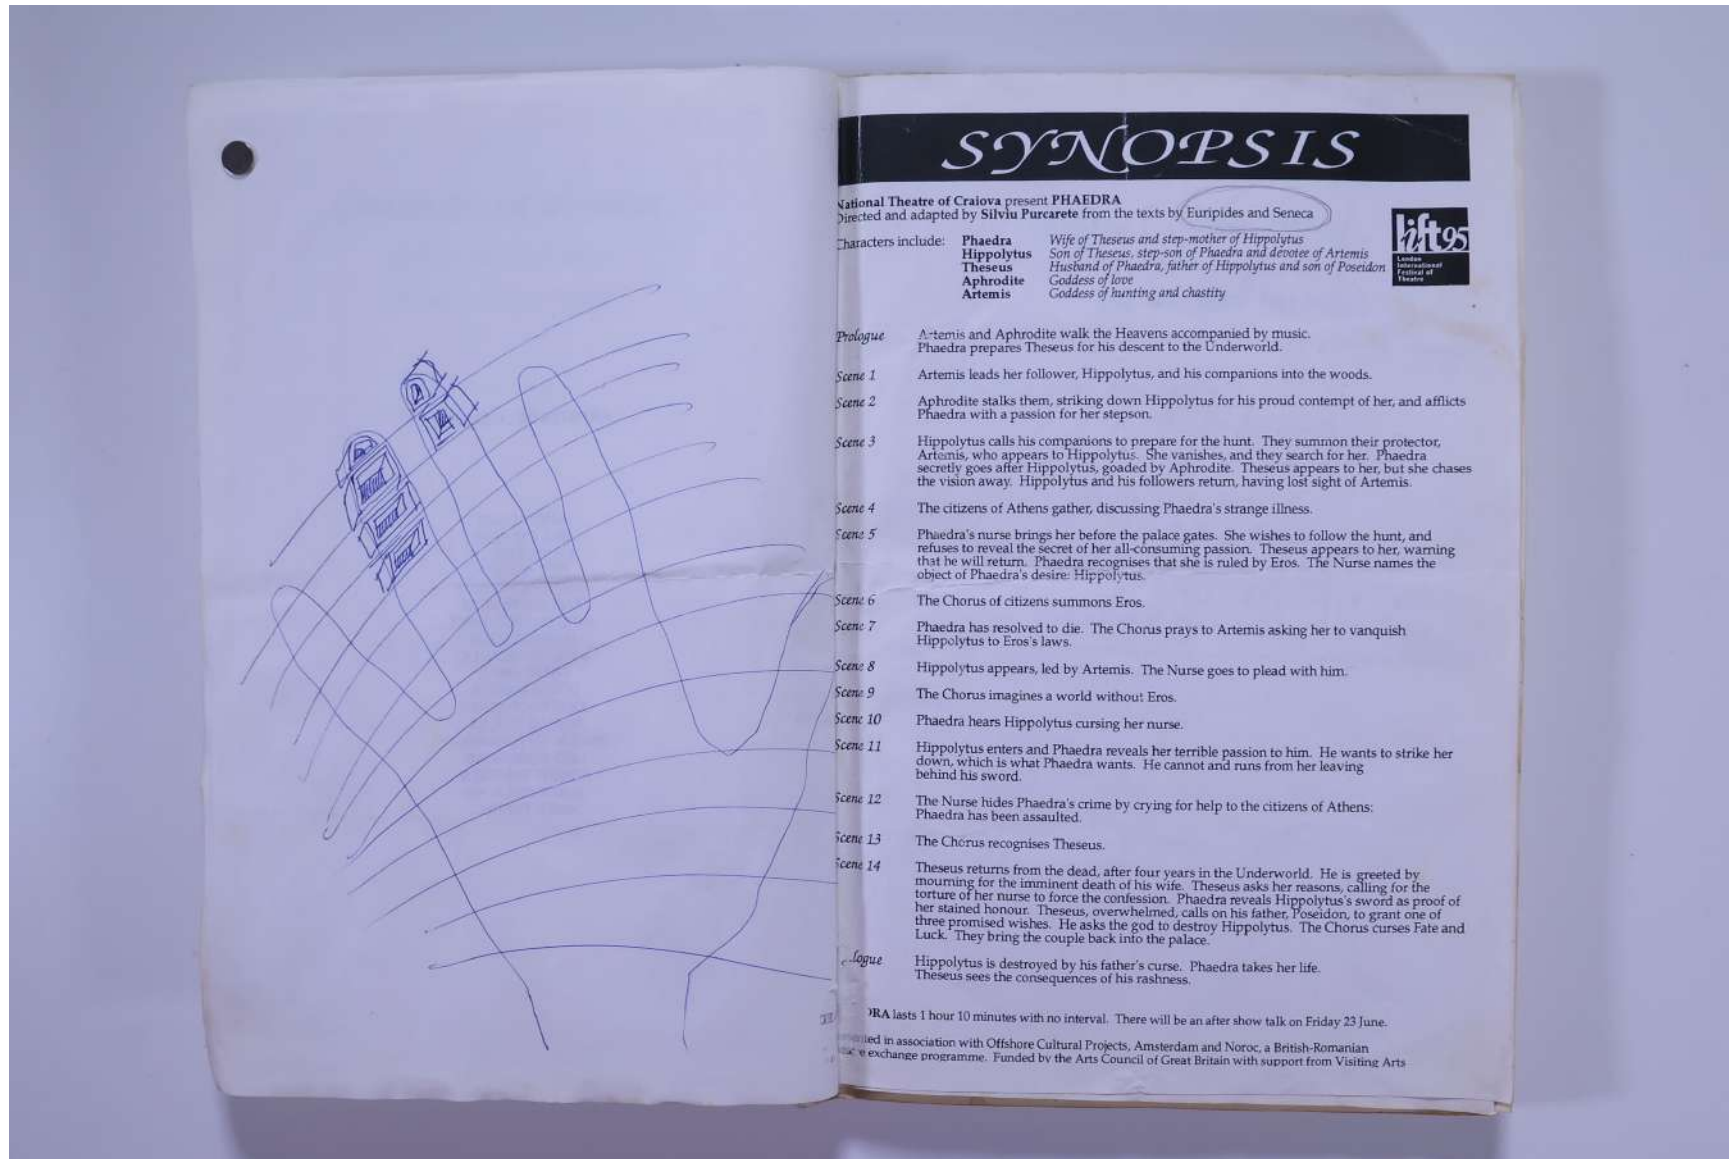 SYNOPSIS
National Theatre of Craiova present PHAEDRA
Directed and adapted by Silviu Purcarete from the texts by Euripides and Seneca
lift95
London
International
Festival of
Theatre
Characters include: Phaedra Wife of Theseus and step-mother of Hippolytus
Hippolytus Son of Theseus, step-son of Phaedra and devotee of Artemis
Theseus Husband of Phaedra, father of Hippolytus and son of Poseidon
Aphrodite Goddess of love
Artemis Goddess of hunting and chastity
Prologue Artemis and Aphrodite walk the Heavens accompanied by music.
Phaedra prepares Theseus for his descent to the Underworld.
Scene 1 Artemis leads her follower, Hippolytus, and his companions into the woods.
Scene 2 Aphrodite stalks them, striking down Hippolytus for his proud contempt of her, and afflicts
Phaedra with a passion for her stepson.
Scene 3 Hippolytus calls his companions to prepare for the hunt. They summon their protector,
Artemis, who appears to Hippolytus. She vanishes, and they search for her. Phaedra
secretly goes after Hippolytus, goaded by Aphrodite. Theseus appears to her, but she chases
the vision away. Hippolytus and his followers return, having lost sight of Artemis.
Scene 4 The citizens of Athens gather, discussing Phaedra's strange illness.
Scene 5 Phaedra's nurse brings her before the palace gates. She wishes to follow the hunt, and
refuses to reveal the secret of her all-consuming passion. Theseus appears to her, warning
that he will return. Phaedra recognises that she is ruled by Eros. The Nurse names the
object of Phaedra's desire: Hippolytus.
Scene 6 The Chorus of citizens summons Eros.
Scene 7 Phaedra has resolved to die. The Chorus prays to Artemis asking her to vanquish
Hippolytus to Eros's laws.
Scene 8 Hippolytus appears, led by Artemis. The Nurse goes to plead with him.
Scene 9 The Chorus imagines a world without Eros.
Scene 10 Phaedra hears Hippolytus cursing her nurse.
Scene 11 Hippolytus enters and Phaedra reveals her terrible passion to him. He wants to strike her
down, which is what Phaedra wants. He cannot and runs from her leaving
behind his sword.
Scene 12 The Nurse hides Phaedra's crime by crying for help to the citizens of Athens:
Phaedra has been assaulted.
Scene 13 The Chorus recognises Theseus.
Scene 14 Theseus returns from the dead, after four years in the Underworld. He is greeted by
mourning for the imminent death of his wife. Theseus asks her reasons, calling for the
torture of her nurse to force the confession. Phaedra reveals Hippolytus's sword as proof of
her stained honour. Theseus, overwhelmed, calls on his father, Poseidon, to grant one of
three promised wishes. He asks the god to destroy Hippolytus. The Chorus curses Fate and
Luck. They bring the couple back into the palace.
logue Hippolytus is destroyed by his father's curse. Phaedra takes her life.
Theseus sees the consequences of his rashness.
DRA lasts 1 hour 10 minutes with no interval. There will be an after show talk on Friday 23 June.
in association with Offshore Cultural Projects, Amsterdam and Noroc, a British-Romanian
exchange programme. Funded by the Arts Council of Great Britain with support from Visiting Arts